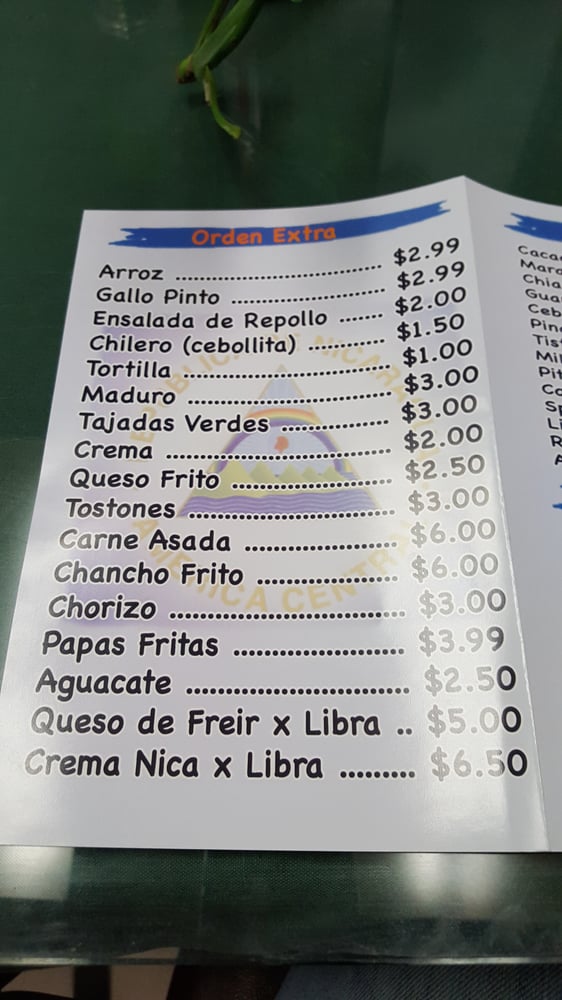 Orden Extra
Arroz ........................ $2.99
Gallo Pinto ................. $2.99
Ensalada de Repollo ....... $2.00
Chilero (cebollita) ........... $1.50
Tortilla ........................ $1.00
Maduro ........................ $3.00
Tajadas Verdes .............. $3.00
Crema ........................ $2.00
Queso Frito .................. $2.50
Tostones ...................... $3.00
Carne Asada ................. $6.00
Chancho Frito ............... $6.00
Chorizo ........................ $3.00
Papas Fritas .................. $3.99
Aguacate ...................... $2.50
Queso de Freir x Libra .. $5.00
Crema Nica x Libra ......... $6.50
AMERICA CENTRAL